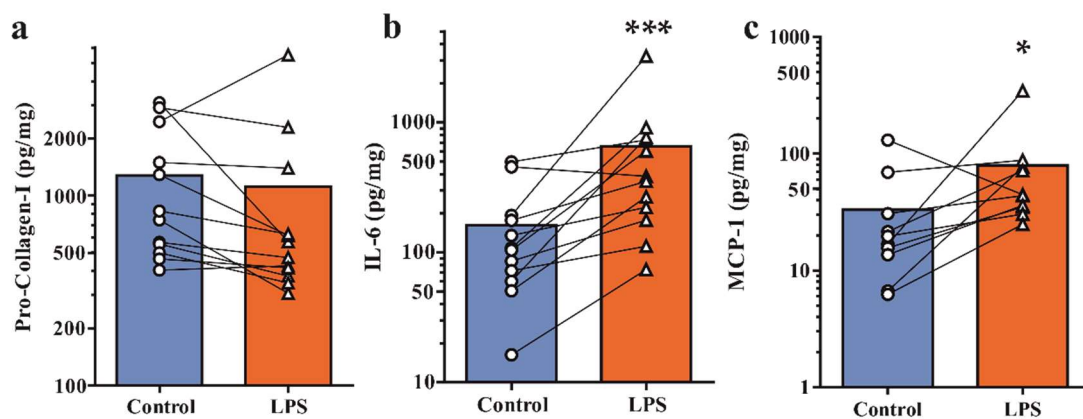 a
Pro-Collagen-I (pg/mg)
2000
1000
500
200
100
Control LPS
b
***
IL-6 (pg/mg)
1000
500
100
50
10
Control LPS
c
*
MCP-1 (pg/mg)
1000
500
100
50
10
1
Control LPS